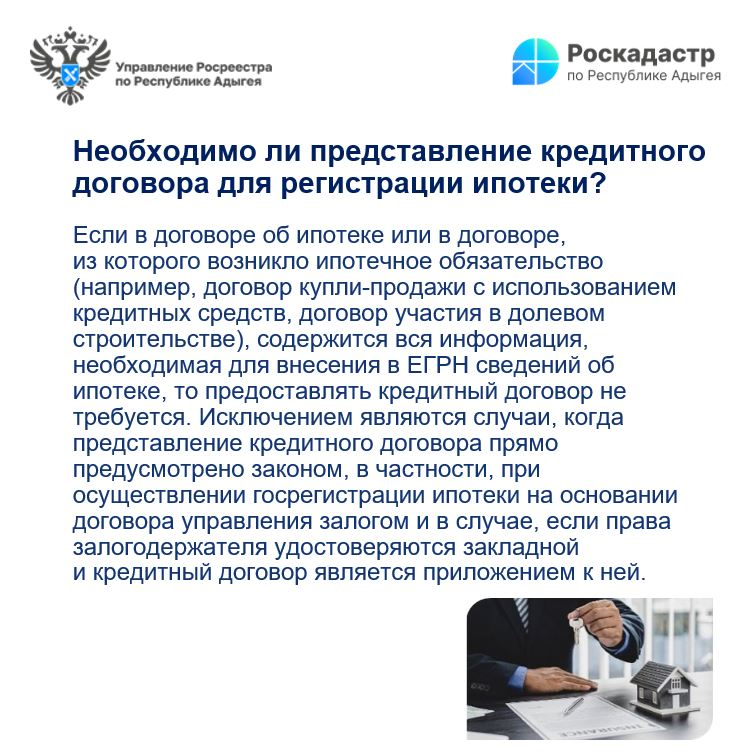 Управление Росреестра
по Республике Адыгея
Роскадастр
по Республике Адыгея
Необходимо ли представление кредитного
договора для регистрации ипотеки?
Если в договоре об ипотеке или в договоре,
из которого возникло ипотечное обязательство
(например, договор купли-продажи с использованием
кредитных средств, договор участия в долевом
строительстве), содержится вся информация,
необходимая для внесения в ЕГРН сведений об
ипотеке, то предоставлять кредитный договор не
требуется. Исключением являются случаи, когда
представление кредитного договора прямо
предусмотрено законом, в частности, при
осуществлении госрегистрации ипотеки на основании
договора управления залогом и в случае, если права
залогодержателя удостоверяются закладной
и кредитный договор является приложением к ней.
INSURANCE